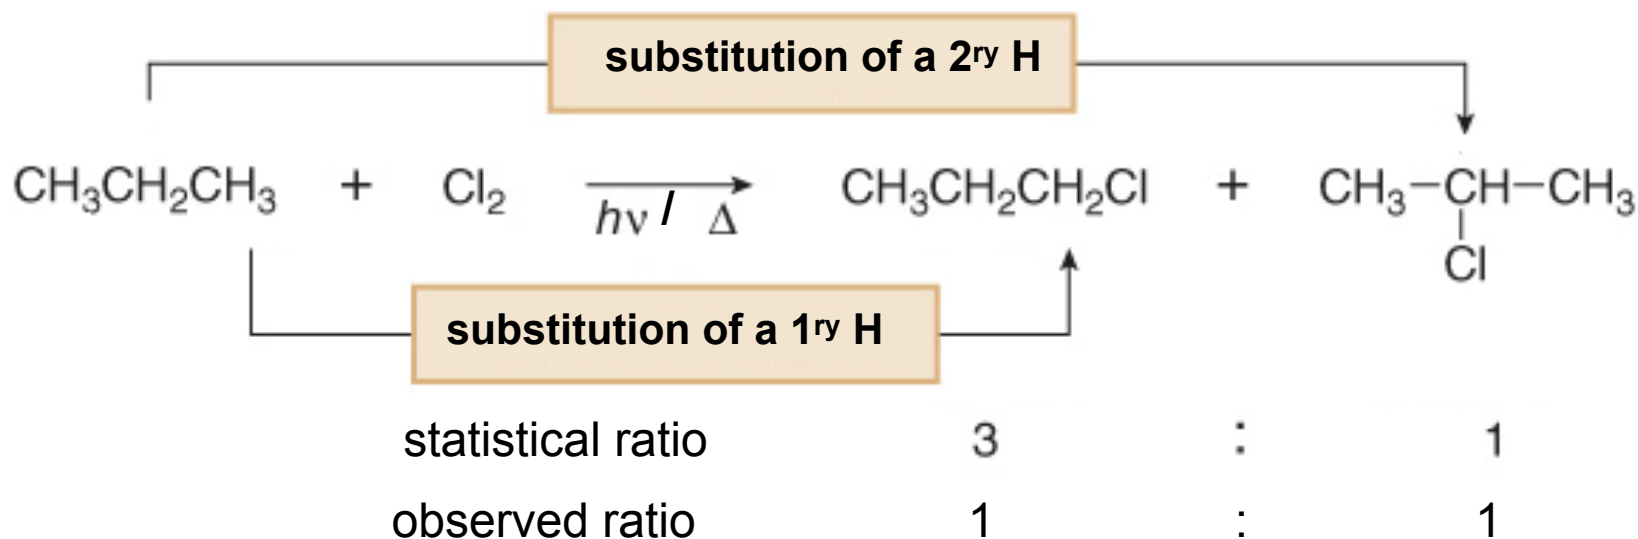 substitution of a 2ry H
CH3CH2CH3 + Cl2 hν / Δ CH3CH2CH2Cl + CH3–CH–CH3
Cl
substitution of a 1ry H
statistical ratio 3 : 1
observed ratio 1 : 1